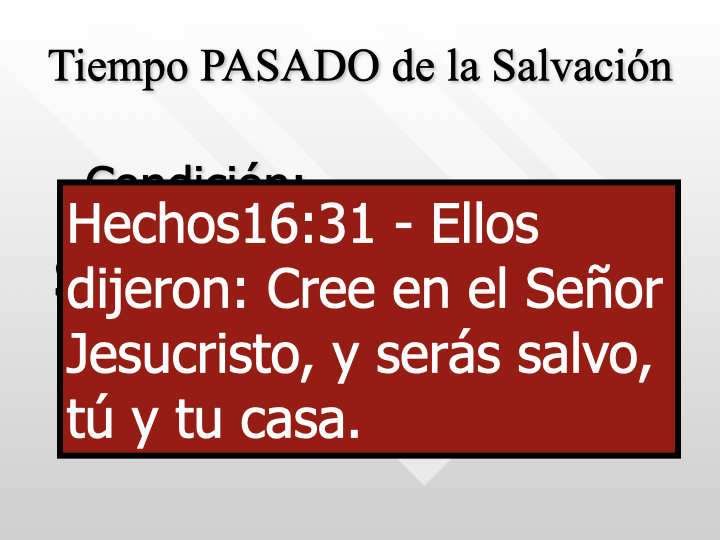 Tiempo PASADO de la Salvación
Condición:
Hechos16:31 - Ellos
dijeron: Cree en el Señor
Jesucristo, y serás salvo,
tú y tu casa.